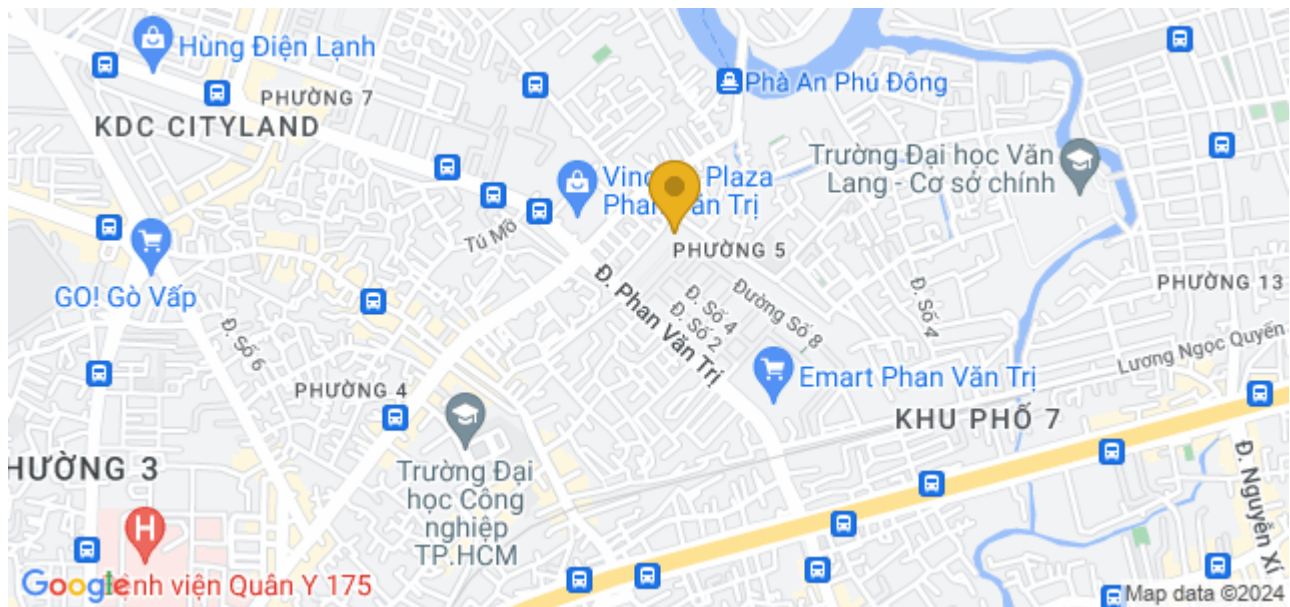 Hùng Điện Lạnh
PHƯỜNG 7
KDC CITYLAND
Phà An Phú Đông
Trường Đại học Văn
Lang - Cơ sở chính
Plaza
Phan Văn Trị
Tú Mỡ
PHƯỜNG 5
GO! Gò Vấp
Đ. Số 6
Đ. Phan Văn Trị
Đ. Số 4
Đ. Số 2
Đường Số 8
Đ. Số 4
PHƯỜNG 13
Lương Ngọc Quyến
PHƯỜNG 4
Emart Phan Văn Trị
KHU PHỐ 7
HƯỜNG 3
Trường Đại
học Công
nghiệp
TP.HCM
Đ. Nguyễn Xí
H
Google
ệnh viện Quân Y 175
Map data ©2024